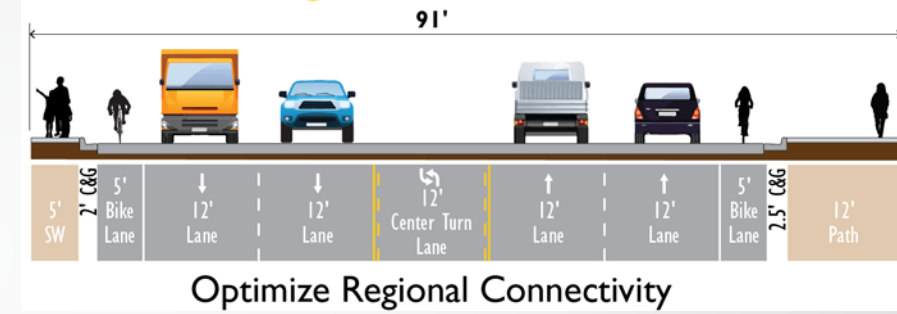 91'
5'
SW
2' C&G
5'
Bike
Lane
12'
Lane
12'
Lane
12'
Center Turn
Lane
12'
Lane
12'
Lane
5'
Bike
Lane
2.5' C&G
12'
Path
Optimize Regional Connectivity